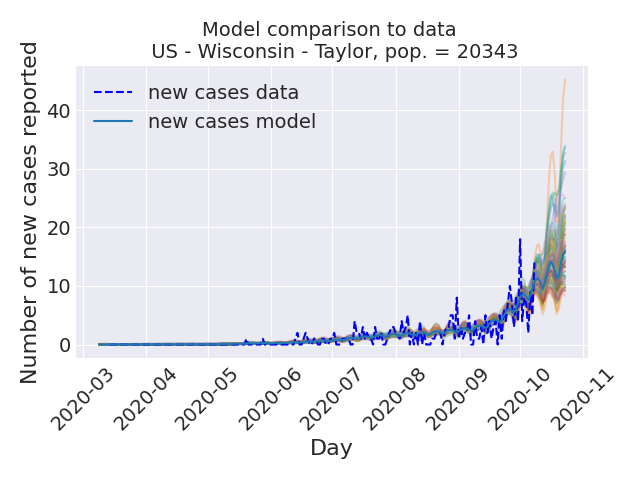 Model comparison to data
US - Wisconsin - Taylor, pop. = 20343
Number of new cases reported
40
30
20
10
0
new cases data
new cases model
2020-03
2020-04
2020-05
2020-06
2020-07
2020-08
2020-09
2020-10
2020-11
Day